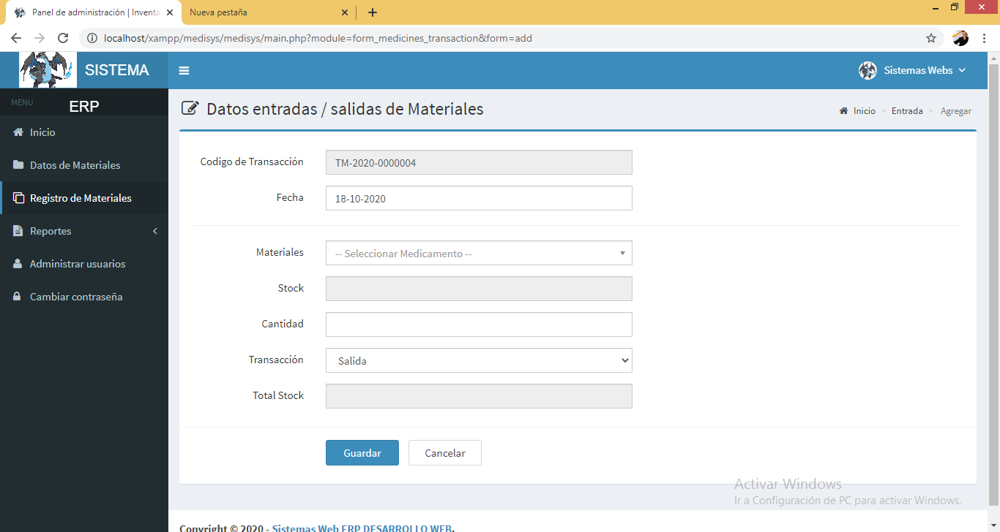 Panel de administración | Inventa
Nueva pestaña
localhost/xampp/medisys/medisys/main.php?module=form_medicines_transaction&form=add
SISTEMA
Sistemas Webs
MENU
ERP
Inicio
Datos de Materiales
Registro de Materiales
Reportes
Administrar usuarios
Cambiar contraseña
Datos entradas / salidas de Materiales
Inicio > Entrada > Agregar
Codigo de Transacción TM-2020-0000004
Fecha 18-10-2020
Materiales -- Seleccionar Medicamento --
Stock
Cantidad
Transacción Salida
Total Stock
Guardar Cancelar
Activar Windows
Ir a Configuración de PC para activar Windows.
Copyright © 2020 - Sistemas Web ERP DESARROLLO WEB.